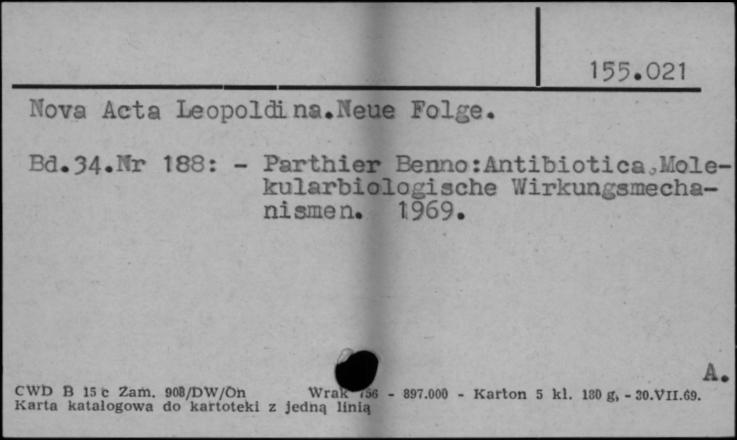 155.021
Nova Acta Leopoldina.Neue Folge.
Bd.34.Nr 188: - Parthier Benno:Antibiotica,Mole-
kularbiologische Wirkungsmecha-
nismen. 1969.
A.
CWD B 15 c Zam. 908/DW/On Wrak - 897.000 - Karton 5 kl. 180 g, - 30.VII.69.
Karta katalogowa do kartoteki z jedną linią